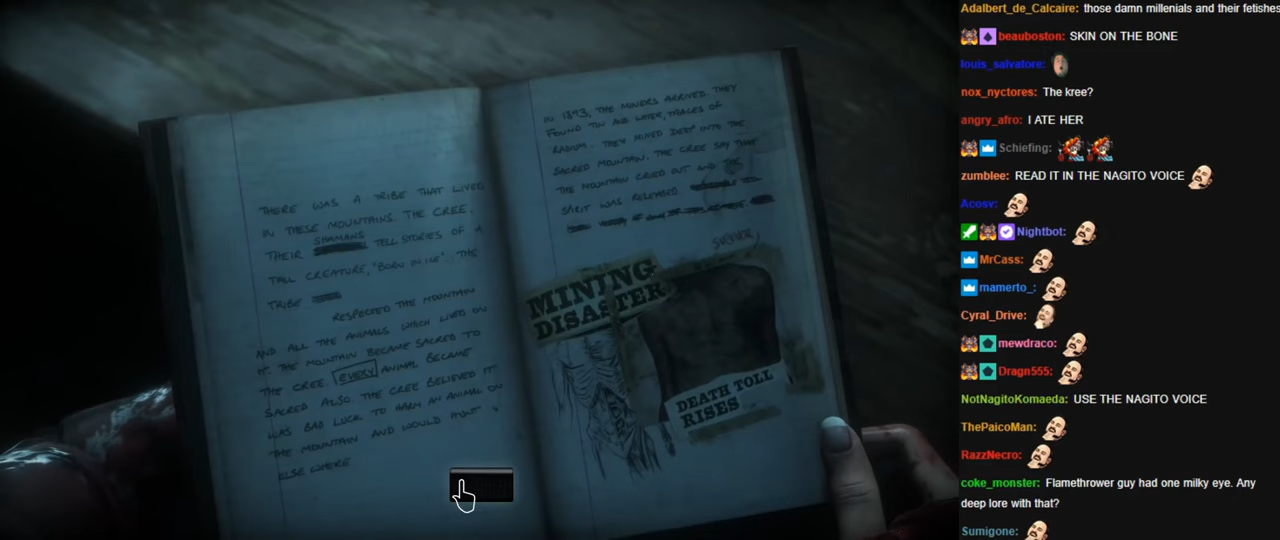 THERE WAS A TRIBE THAT LIVED
IN THESE MOUNTAINS. THE CREE.
SHAMANS
THEIR TELL STORIES OF A
TALL CREATURE, "BORN IN ICE". THE
TRIBE
RESPECTED THE MOUNTAIN
AND ALL THE ANIMALS WHICH LIVED ON
IT. THE MOUNTAIN BECAME SACRED TO
THE CREE. EVERY ANIMAL BECAME
SACRED ALSO. THE CREE BELIEVED IT
WAS BAD LUCK TO HARM AN ANIMAL ON
THE MOUNTAIN AND WOULD HUNT
ELSE WHERE
IN 1893, THE MINERS ARRIVED. THEY
FOUND TIN AND LATER, TRACES OF
RADIUM. THEY MINED DEEP INTO THE
SACRED MOUNTAIN. THE CREE SAY THAT
THE MOUNTAIN CRIED OUT AND THE
SPIRIT WAS RELEASED.
SURVIVOR
MINING
DISASTER
DEATH TOLL
RISES
Adalbert_de_Calcaire: those damn millenials and their fetishes
beauboston: SKIN ON THE BONE
louis_salvatore:
nox_nyctores: The kree?
angry_afro: I ATE HER
Schiefing:
zumblee: READ IT IN THE NAGITO VOICE
Acosv:
Nightbot:
MrCass:
mamerto_:
Cyral_Drive:
mewdraco:
Dragn555:
NotNagitoKomaeda: USE THE NAGITO VOICE
ThePaicoMan:
RazzNecro:
coke_monster: Flamethrower guy had one milky eye. Any
deep lore with that?
Sumigone: